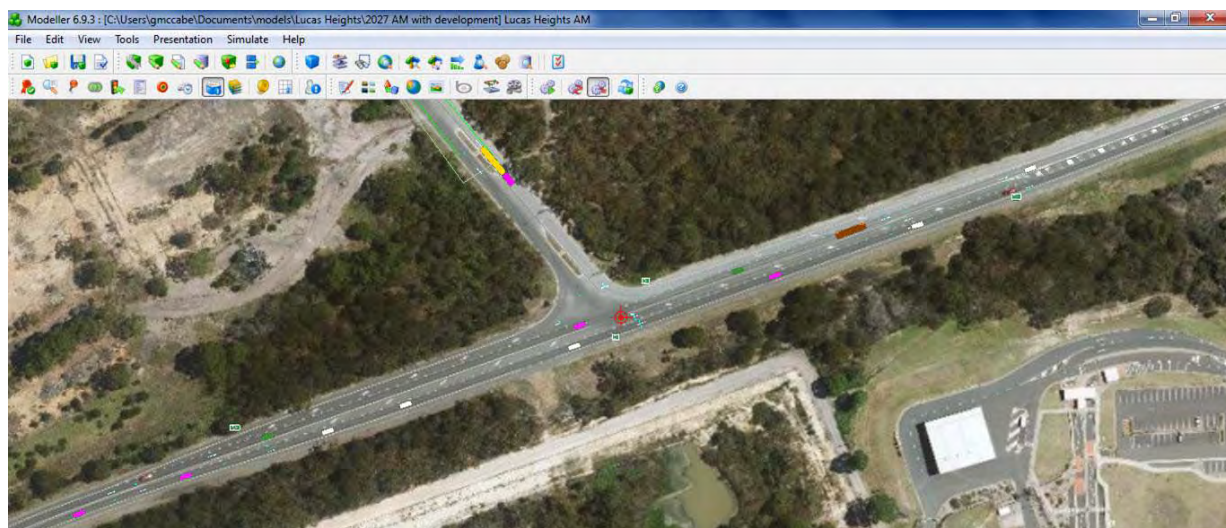 Modeller 6.9.3 : [C:\Users\gmccabe\Documents\models\Lucas Heights\2027 AM with development] Lucas Heights AM
File Edit View Tools Presentation Simulate Help